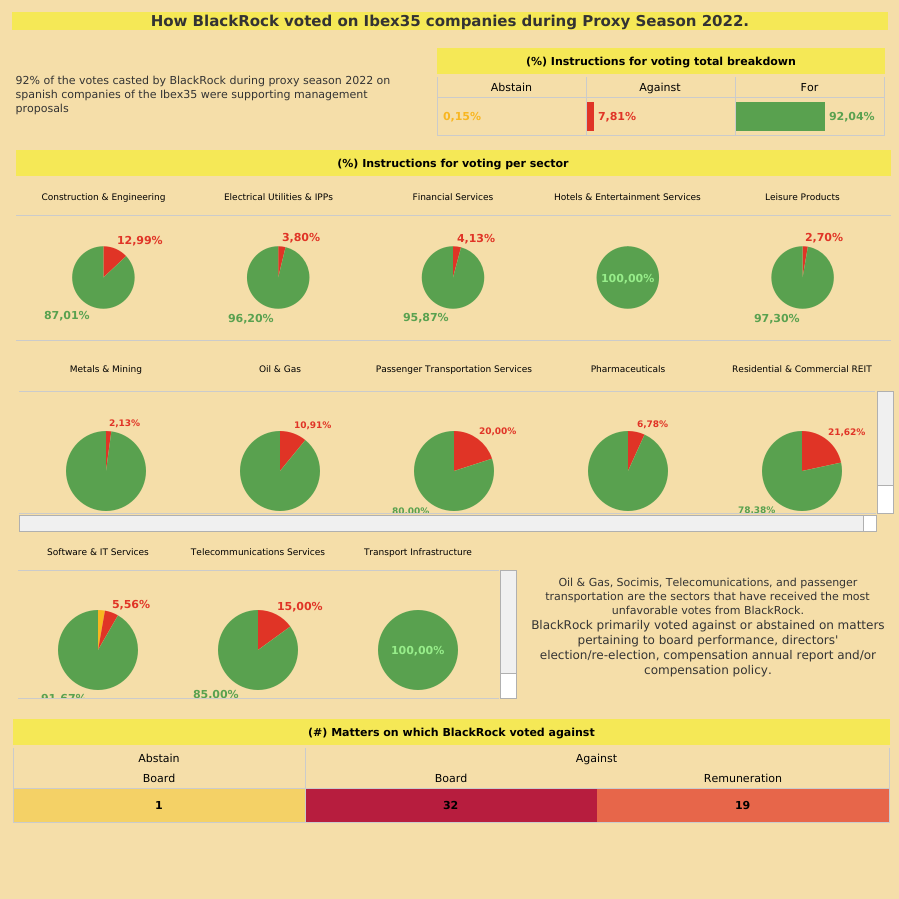 How BlackRock voted on Ibex35 companies during Proxy Season 2022.
92% of the votes casted by BlackRock during proxy season 2022 on
spanish companies of the Ibex35 were supporting management
proposals
(%) Instructions for voting total breakdown
Abstain Against For
0,15% 7,81% 92,04%
(%) Instructions for voting per sector
Construction & Engineering Electrical Utilities & IPPs Financial Services Hotels & Entertainment Services Leisure Products
12,99% 3,80% 4,13% 2,70%
100,00%
87,01% 96,20% 95,87% 97,30%
Metals & Mining Oil & Gas Passenger Transportation Services Pharmaceuticals Residential & Commercial REIT
2,13% 10,91% 20,00% 6,78% 21,62%
80,00% 78,38%
Software & IT Services Telecommunications Services Transport Infrastructure
5,56% 15,00%
100,00%
91,67% 85,00%
Oil & Gas, Socimis, Telecommunications, and passenger
transportation are the sectors that have received the most
unfavorable votes from BlackRock.
BlackRock primarily voted against or abstained on matters
pertaining to board performance, directors'
election/re-election, compensation annual report and/or
compensation policy.
(#) Matters on which BlackRock voted against
Abstain Against
Board Board Remuneration
1 32 19